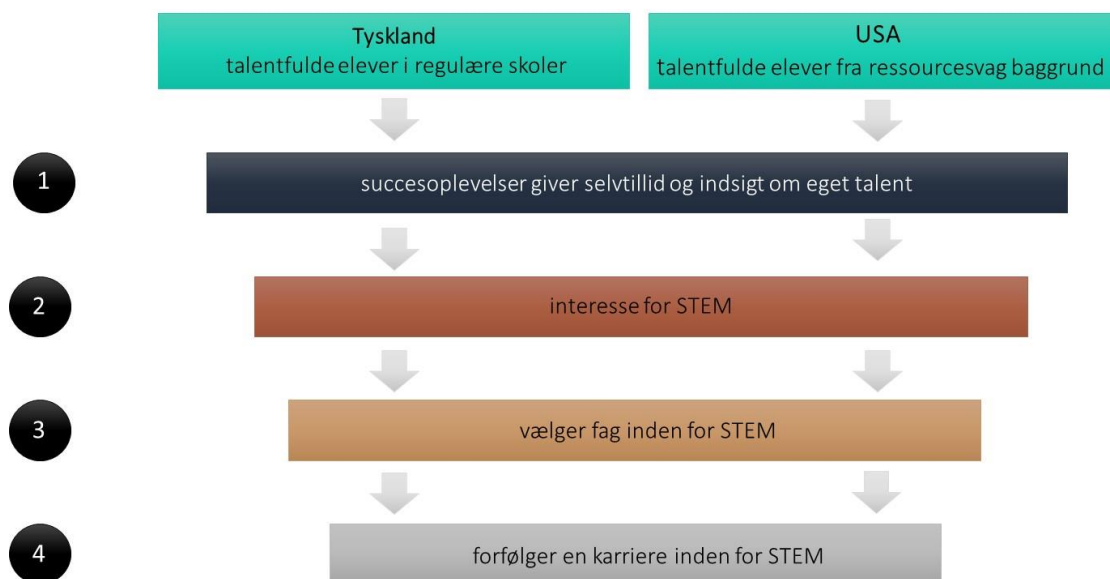 Tyskland
talentfulde elever i regulære skoler
USA
talentfulde elever fra ressourcesvag baggrund
1
succesoplevelser giver selvtillid og indsigt om eget talent
2
interesse for STEM
3
vælger fag inden for STEM
4
forfølger en karriere inden for STEM